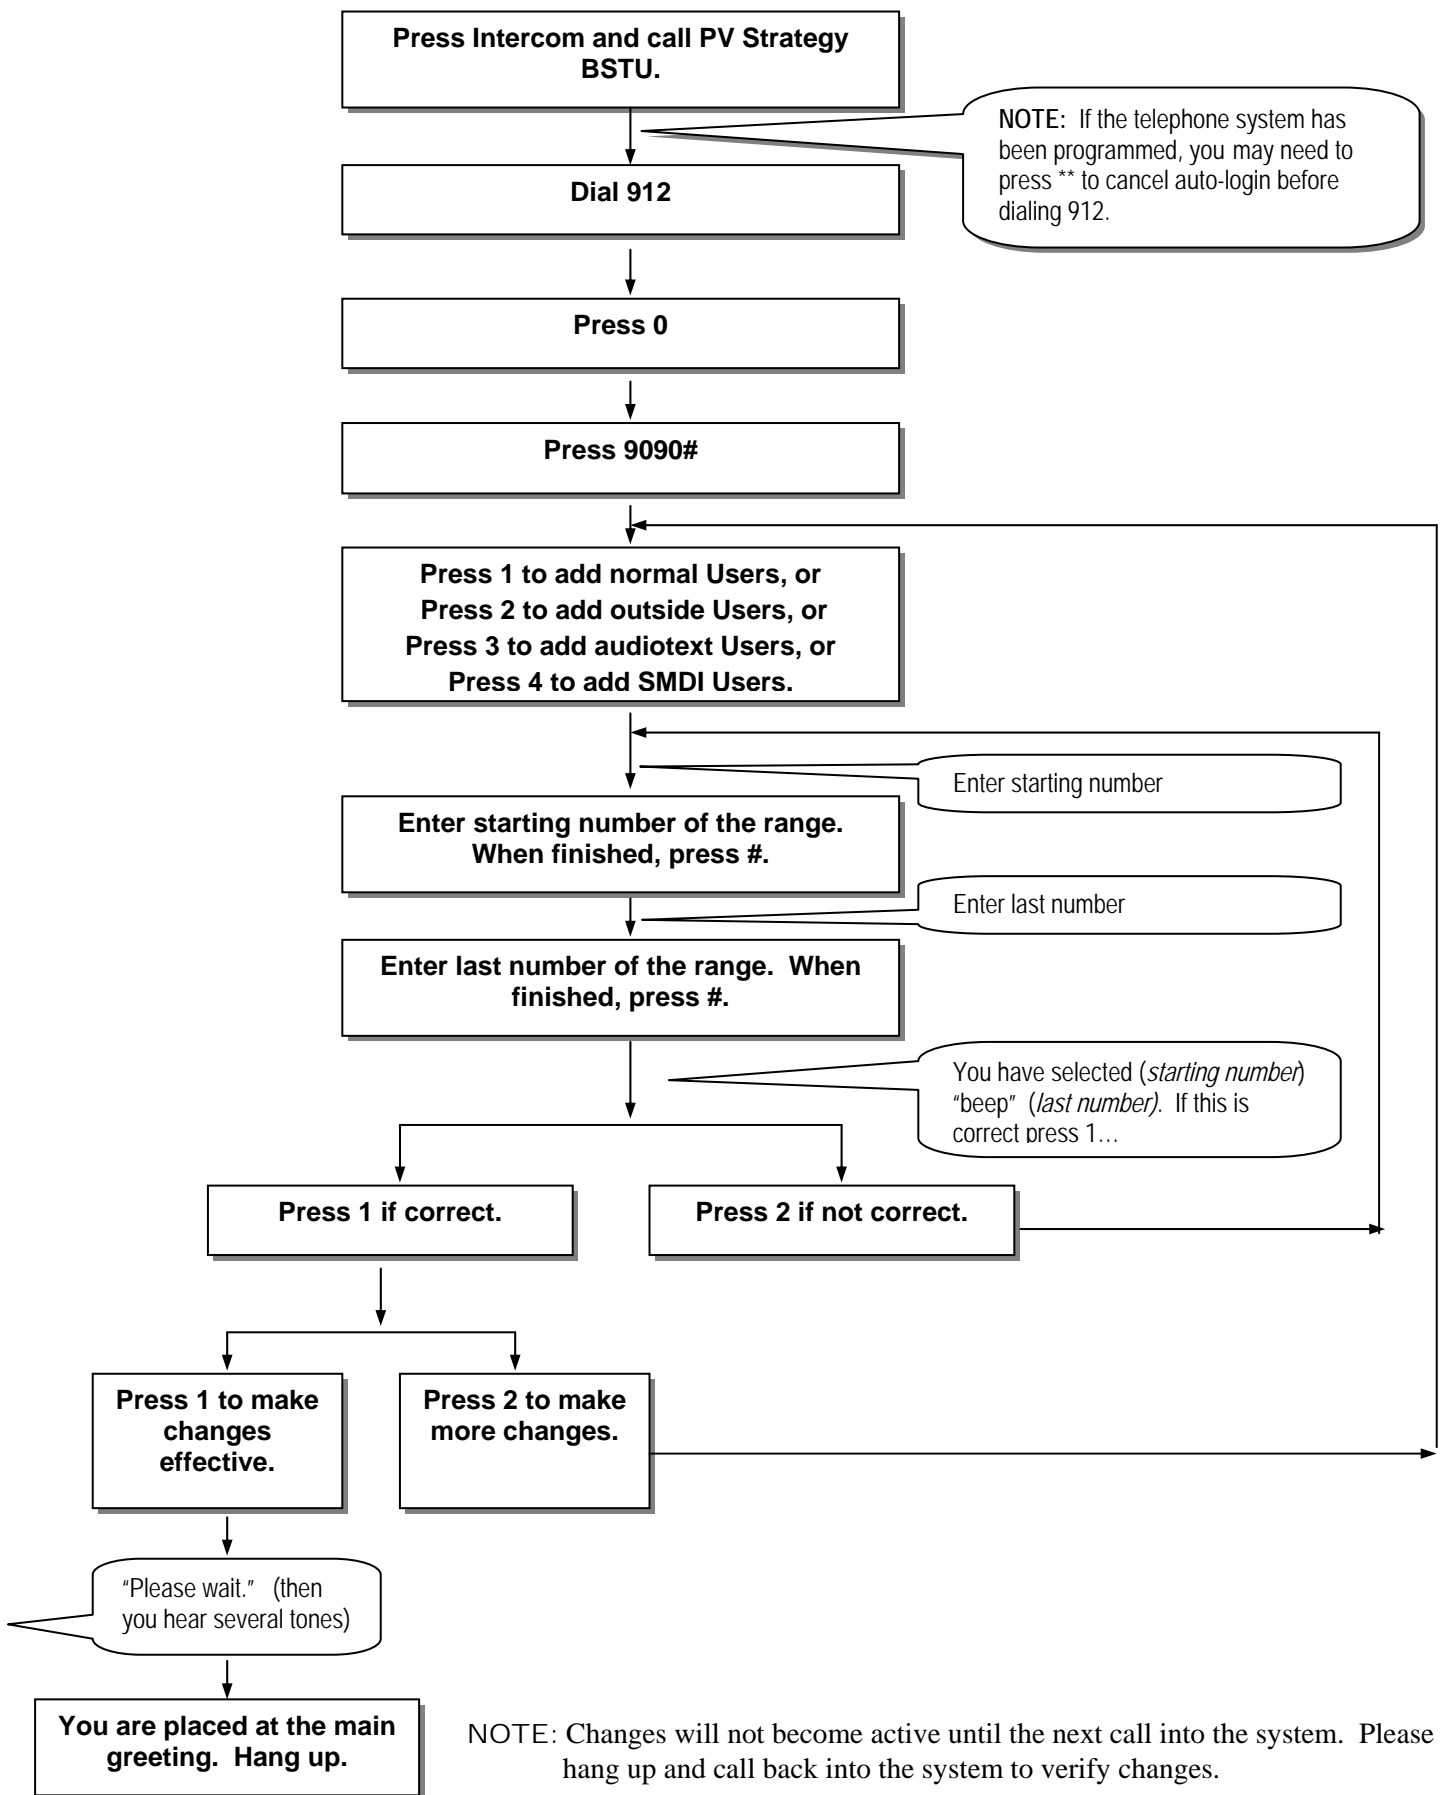 Press Intercom and call PV Strategy
BSTU.
NOTE: If the telephone system has
been programmed, you may need to
press ** to cancel auto-login before
dialing 912.
Dial 912
Press 0
Press 9090#
Press 1 to add normal Users, or
Press 2 to add outside Users, or
Press 3 to add audiotext Users, or
Press 4 to add SMDI Users.
Enter starting number
Enter starting number of the range.
When finished, press #.
Enter last number
Enter last number of the range. When
finished, press #.
You have selected (starting number)
"beep" (last number). If this is
correct press 1…
Press 1 if correct.
Press 2 if not correct.
Press 1 to make
changes
effective.
Press 2 to make
more changes.
"Please wait." (then
you hear several tones)
You are placed at the main
greeting. Hang up.
NOTE: Changes will not become active until the next call into the system. Please
hang up and call back into the system to verify changes.